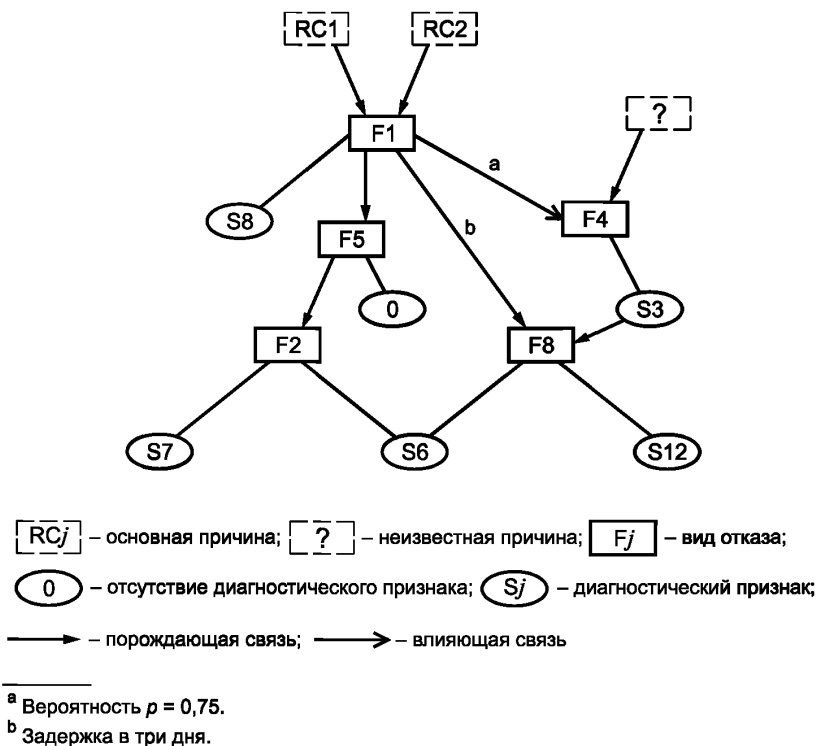 RC1 RC2
?
F1
a
S8
b
F4
F5
0
S3
F2
F8
S7
S6
S12
RCj – основная причина; ? – неизвестная причина; Fj – вид отказа;
0 – отсутствие диагностического признака; Sj – диагностический признак;
– порождающая связь; – влияющая связь
a Вероятность p = 0,75.
b Задержка в три дня.